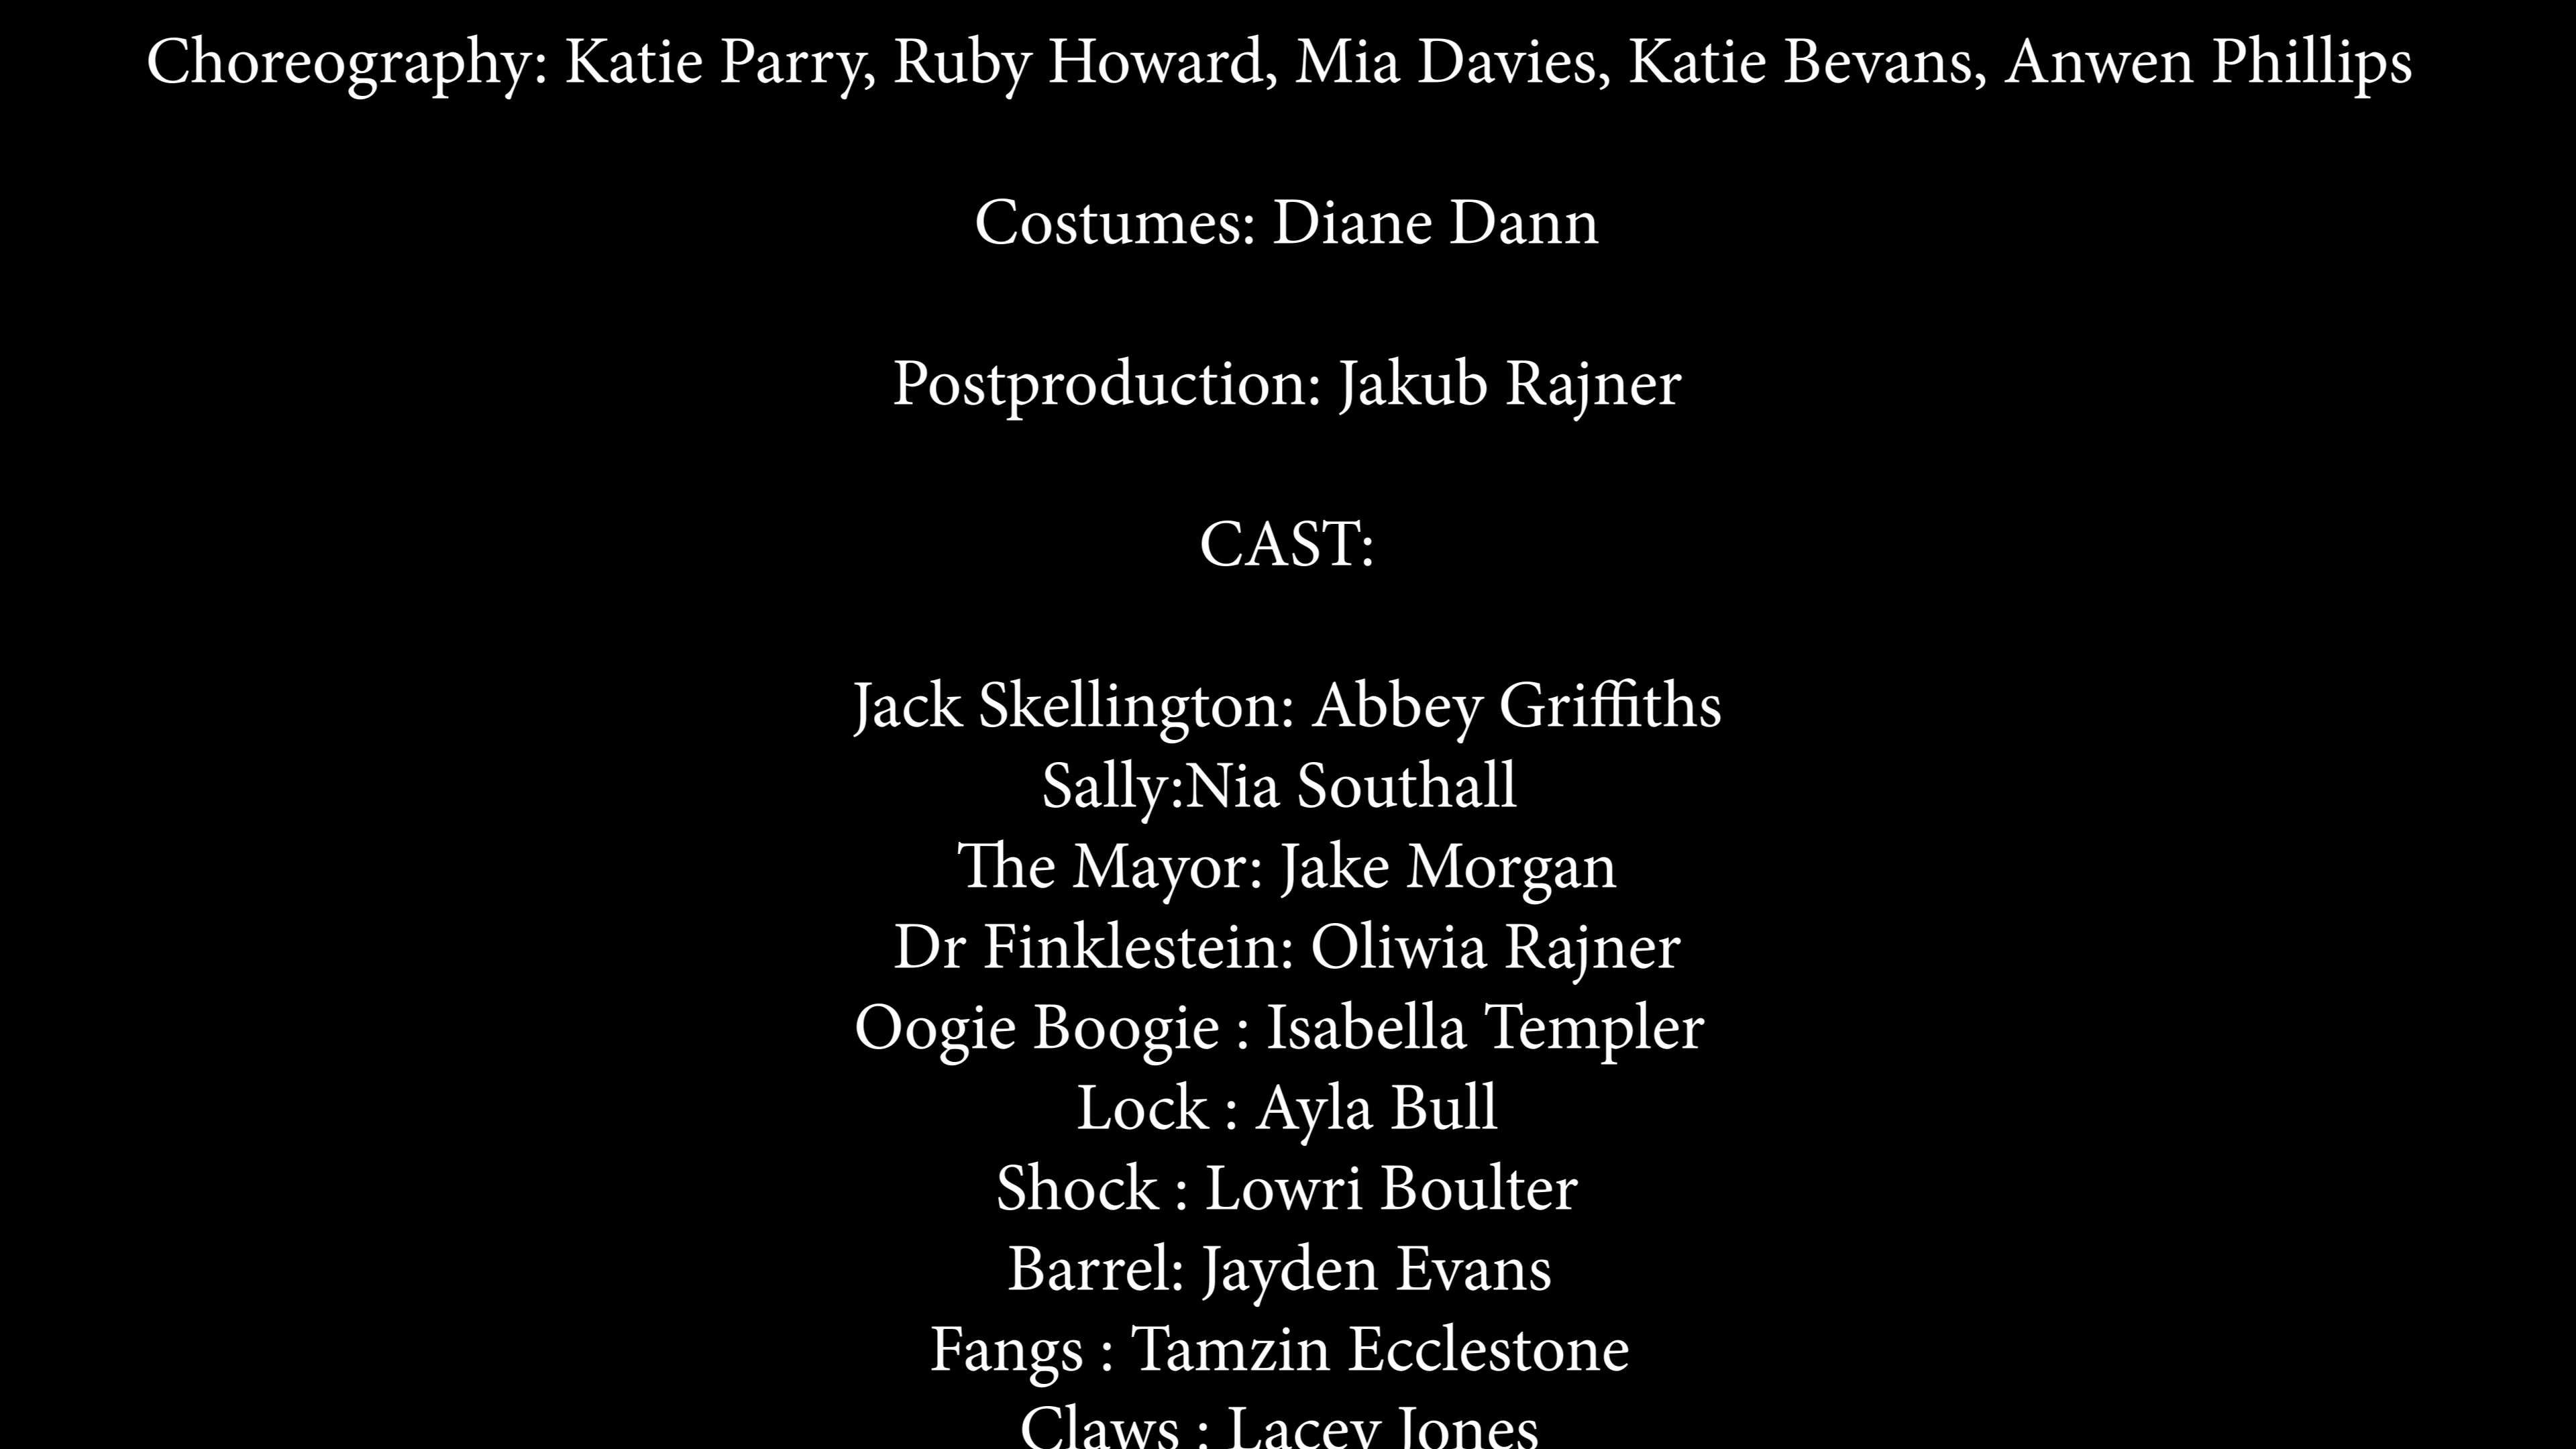 Choreography: Katie Parry, Ruby Howard, Mia Davies, Katie Bevans, Anwen Phillips
Costumes: Diane Dann
Postproduction: Jakub Rajner
CAST:
Jack Skellington: Abbey Griffiths
Sally:Nia Southall
The Mayor: Jake Morgan
Dr Finklestein: Oliwia Rajner
Oogie Boogie : Isabella Templer
Lock : Ayla Bull
Shock : Lowri Boulter
Barrel: Jayden Evans
Fangs : Tamzin Ecclestone
Claws : Lacey Jones